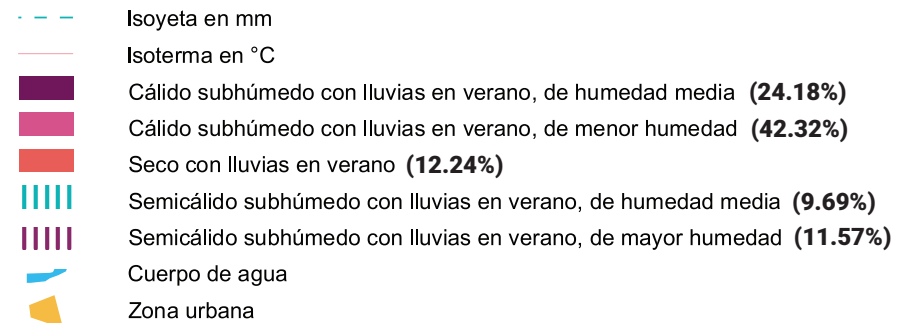 Isoyeta en mm
Isoterma en °C
Cálido subhúmedo con lluvias en verano, de humedad media (24.18%)
Cálido subhúmedo con lluvias en verano, de menor humedad (42.32%)
Seco con lluvias en verano (12.24%)
Semicálido subhúmedo con lluvias en verano, de humedad media (9.69%)
Semicálido subhúmedo con lluvias en verano, de mayor humedad (11.57%)
Cuerpo de agua
Zona urbana